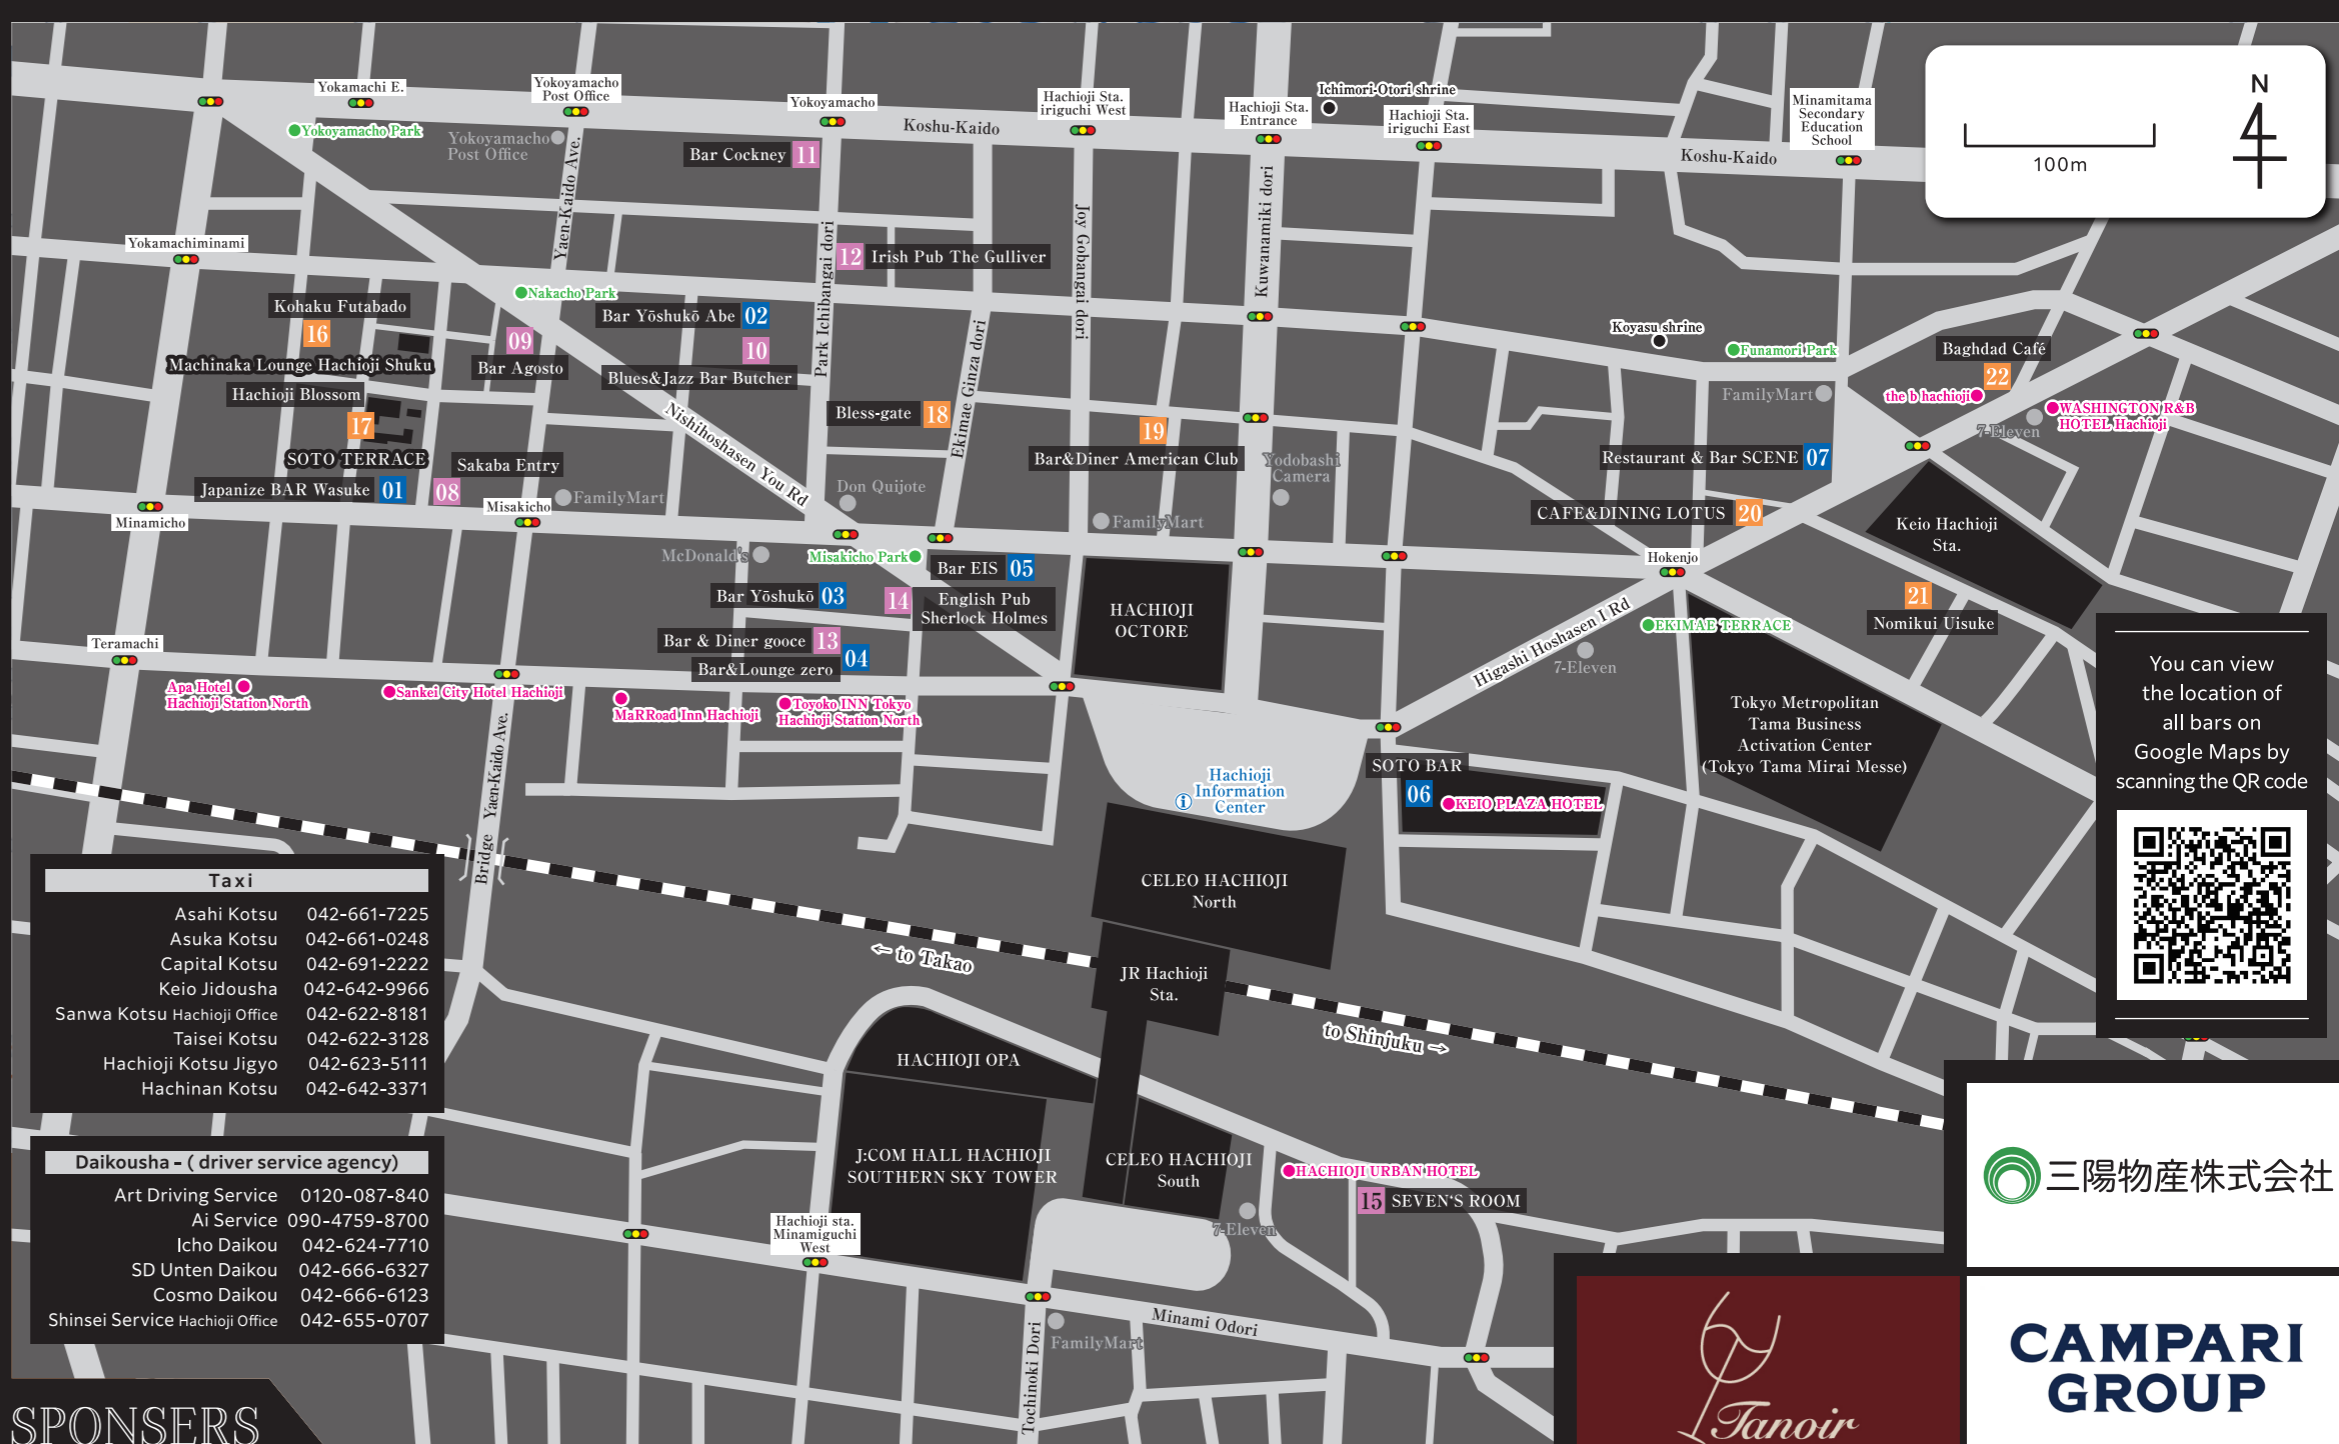 Yokamachi E.
Yokoyamacho
Post Office
Yokoyamacho
Hachioji Sta.
iriguchi West
Hachioji Sta.
Entrance
Ichimori-Otori shrine
Hachioji Sta.
iriguchi East
Minamitama
Secondary
Education
School
N
100m
Yokoyamacho Park
Yokoyamacho
Post Office
Yaen-Kaido Ave.
Bar Cockney 11
Koshu-Kaido
Koshu-Kaido
Yokamachiminami
Park Ichibangai dori
12 Irish Pub The Gulliver
Joy Gobangai dori
Kuwanamiki dori
Nakacho Park
Kohaku Futabado
16
Machinaka Lounge Hachioji Shuku
09
Bar Agosto
Bar Yōshukō Abe 02
10
Blues&Jazz Bar Butcher
Ekimae Ginza dori
Koyasu shrine
Funamori Park
FamilyMart
Baghdad Café
22
the b hachioji
WASHINGTON R&B
HOTEL Hachioji
7-Eleven
Hachioji Blossom
17
SOTO TERRACE
Nishihoshasen You Rd
Bless-gate 18
19
Bar&Diner American Club
Yodobashi
Camera
Restaurant & Bar SCENE 07
Sakaba Entry
Japanize BAR Wasuke 01
08
Minamicho
Misakicho
FamilyMart
Don Quijote
FamilyMart
CAFE&DINING LOTUS 20
Keio Hachioji
Sta.
McDonald's
Misakicho Park
Bar EIS 05
Hokenjo
Bar Yōshukō 03
14 English Pub
Sherlock Holmes
HACHIOJI
OCTORE
21
Nomikui Uisuke
Teramachi
Bar & Diner gooce 13
Bar&Lounge zero 04
Higashi Hoshasen I Rd
EKIMAE TERRACE
7-Eleven
Apa Hotel
Hachioji Station North
Sankei City Hotel Hachioji
MaRRoad Inn Hachioji
Toyoko INN Tokyo
Hachioji Station North
Tokyo Metropolitan
Tama Business
Activation Center
(Tokyo Tama Mirai Messe)
You can view
the location of
all bars on
Google Maps by
scanning the QR code
Bridge Yaen-Kaido Ave.
Hachioji
Information
Center
SOTO BAR
06
KEIO PLAZA HOTEL
CELEO HACHIOJI
North
← to Takao
JR Hachioji
Sta.
to Shinjuku →
Taxi
Asahi Kotsu 042-661-7225
Asuka Kotsu 042-661-0248
Capital Kotsu 042-691-2222
Keio Jidousha 042-642-9966
Sanwa Kotsu Hachioji Office 042-622-8181
Taisei Kotsu 042-622-3128
Hachioji Kotsu Jigyo 042-623-5111
Hachinan Kotsu 042-642-3371
HACHIOJI OPA
J:COM HALL HACHIOJI
SOUTHERN SKY TOWER
CELEO HACHIOJI
South
HACHIOJI URBAN HOTEL
15 SEVEN'S ROOM
7-Eleven
Hachioji sta.
Minamiguchi
West
Daikousha - ( driver service agency)
Art Driving Service 0120-087-840
Ai Service 090-4759-8700
Icho Daikou 042-624-7710
SD Unten Daikou 042-666-6327
Cosmo Daikou 042-666-6123
Shinsei Service Hachioji Office 042-655-0707
Minami Odori
FamilyMart
Tochinoki Dori
三陽物産株式会社
Tanoir
CAMPARI
GROUP
SPONSERS